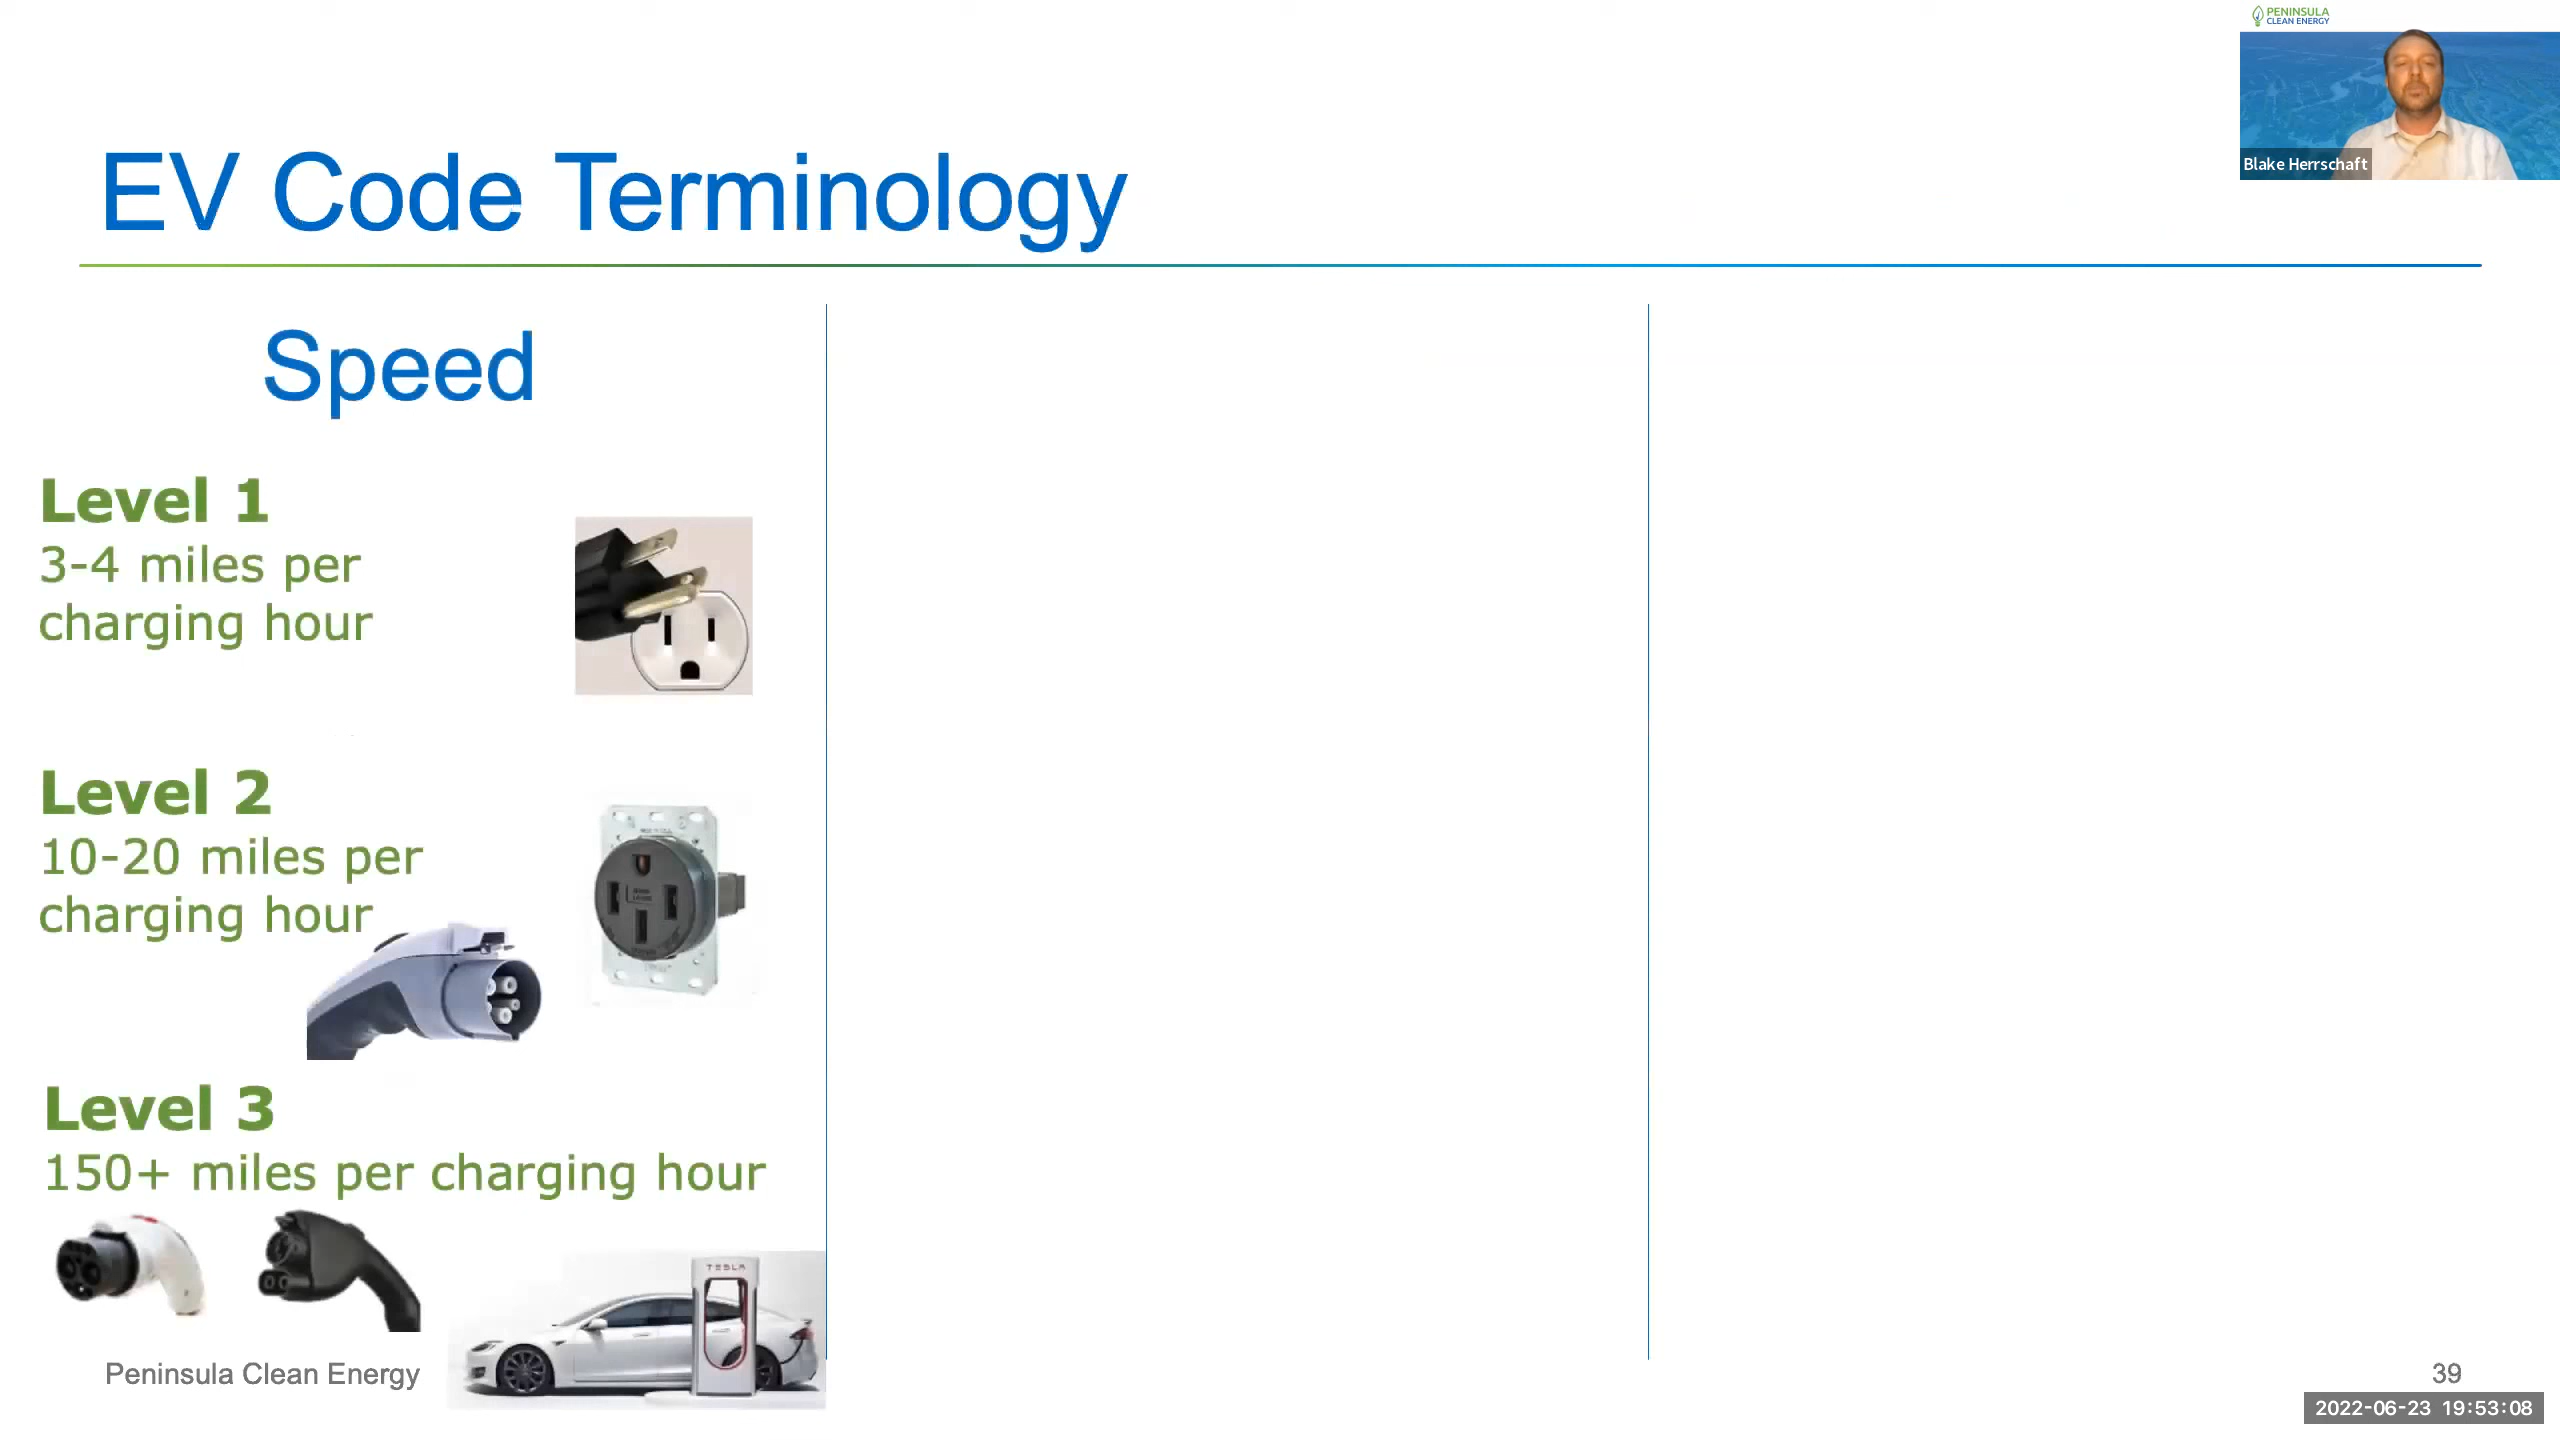 PENINSULA
CLEAN ENERGY
Blake Herrschaft
EV Code Terminology
Speed
Level 1
3-4 miles per
charging hour
Level 2
10-20 miles per
charging hour
Level 3
150+ miles per charging hour
TESLA
Peninsula Clean Energy
39
2022-06-23 19:53:08